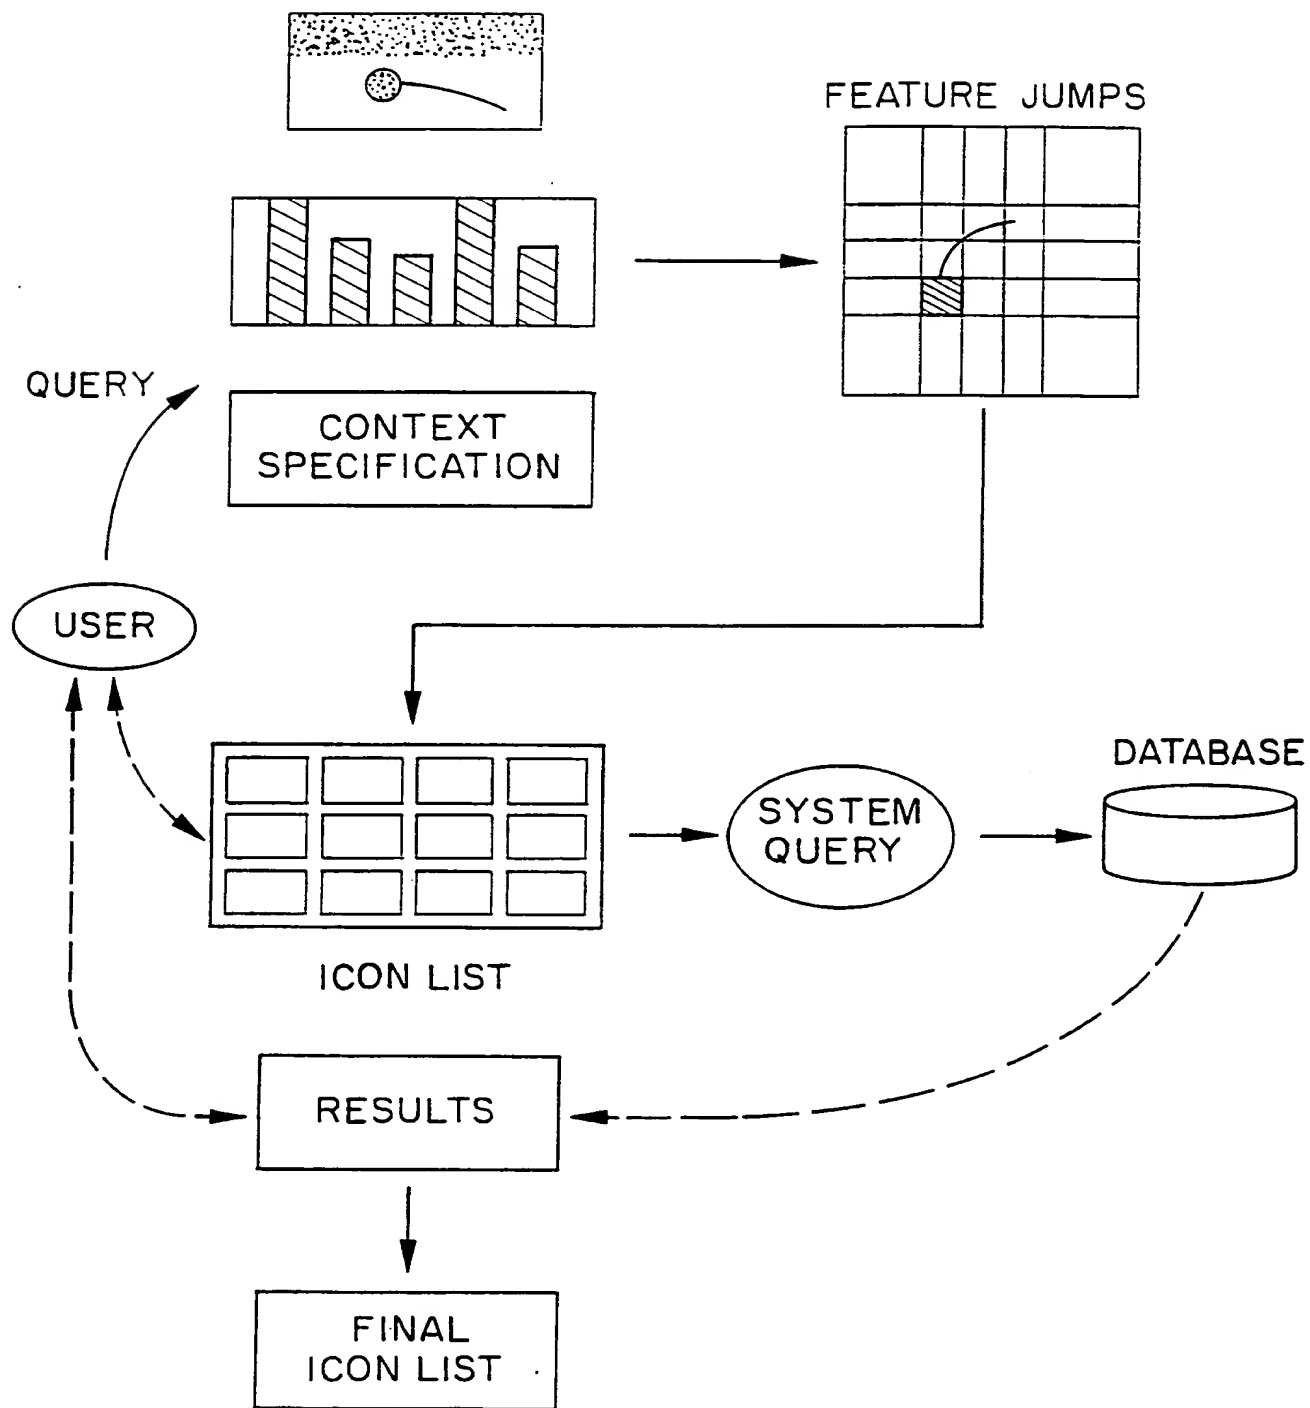 FEATURE JUMPS
QUERY
CONTEXT
SPECIFICATION
USER
DATABASE
SYSTEM
QUERY
ICON LIST
RESULTS
FINAL
ICON LIST